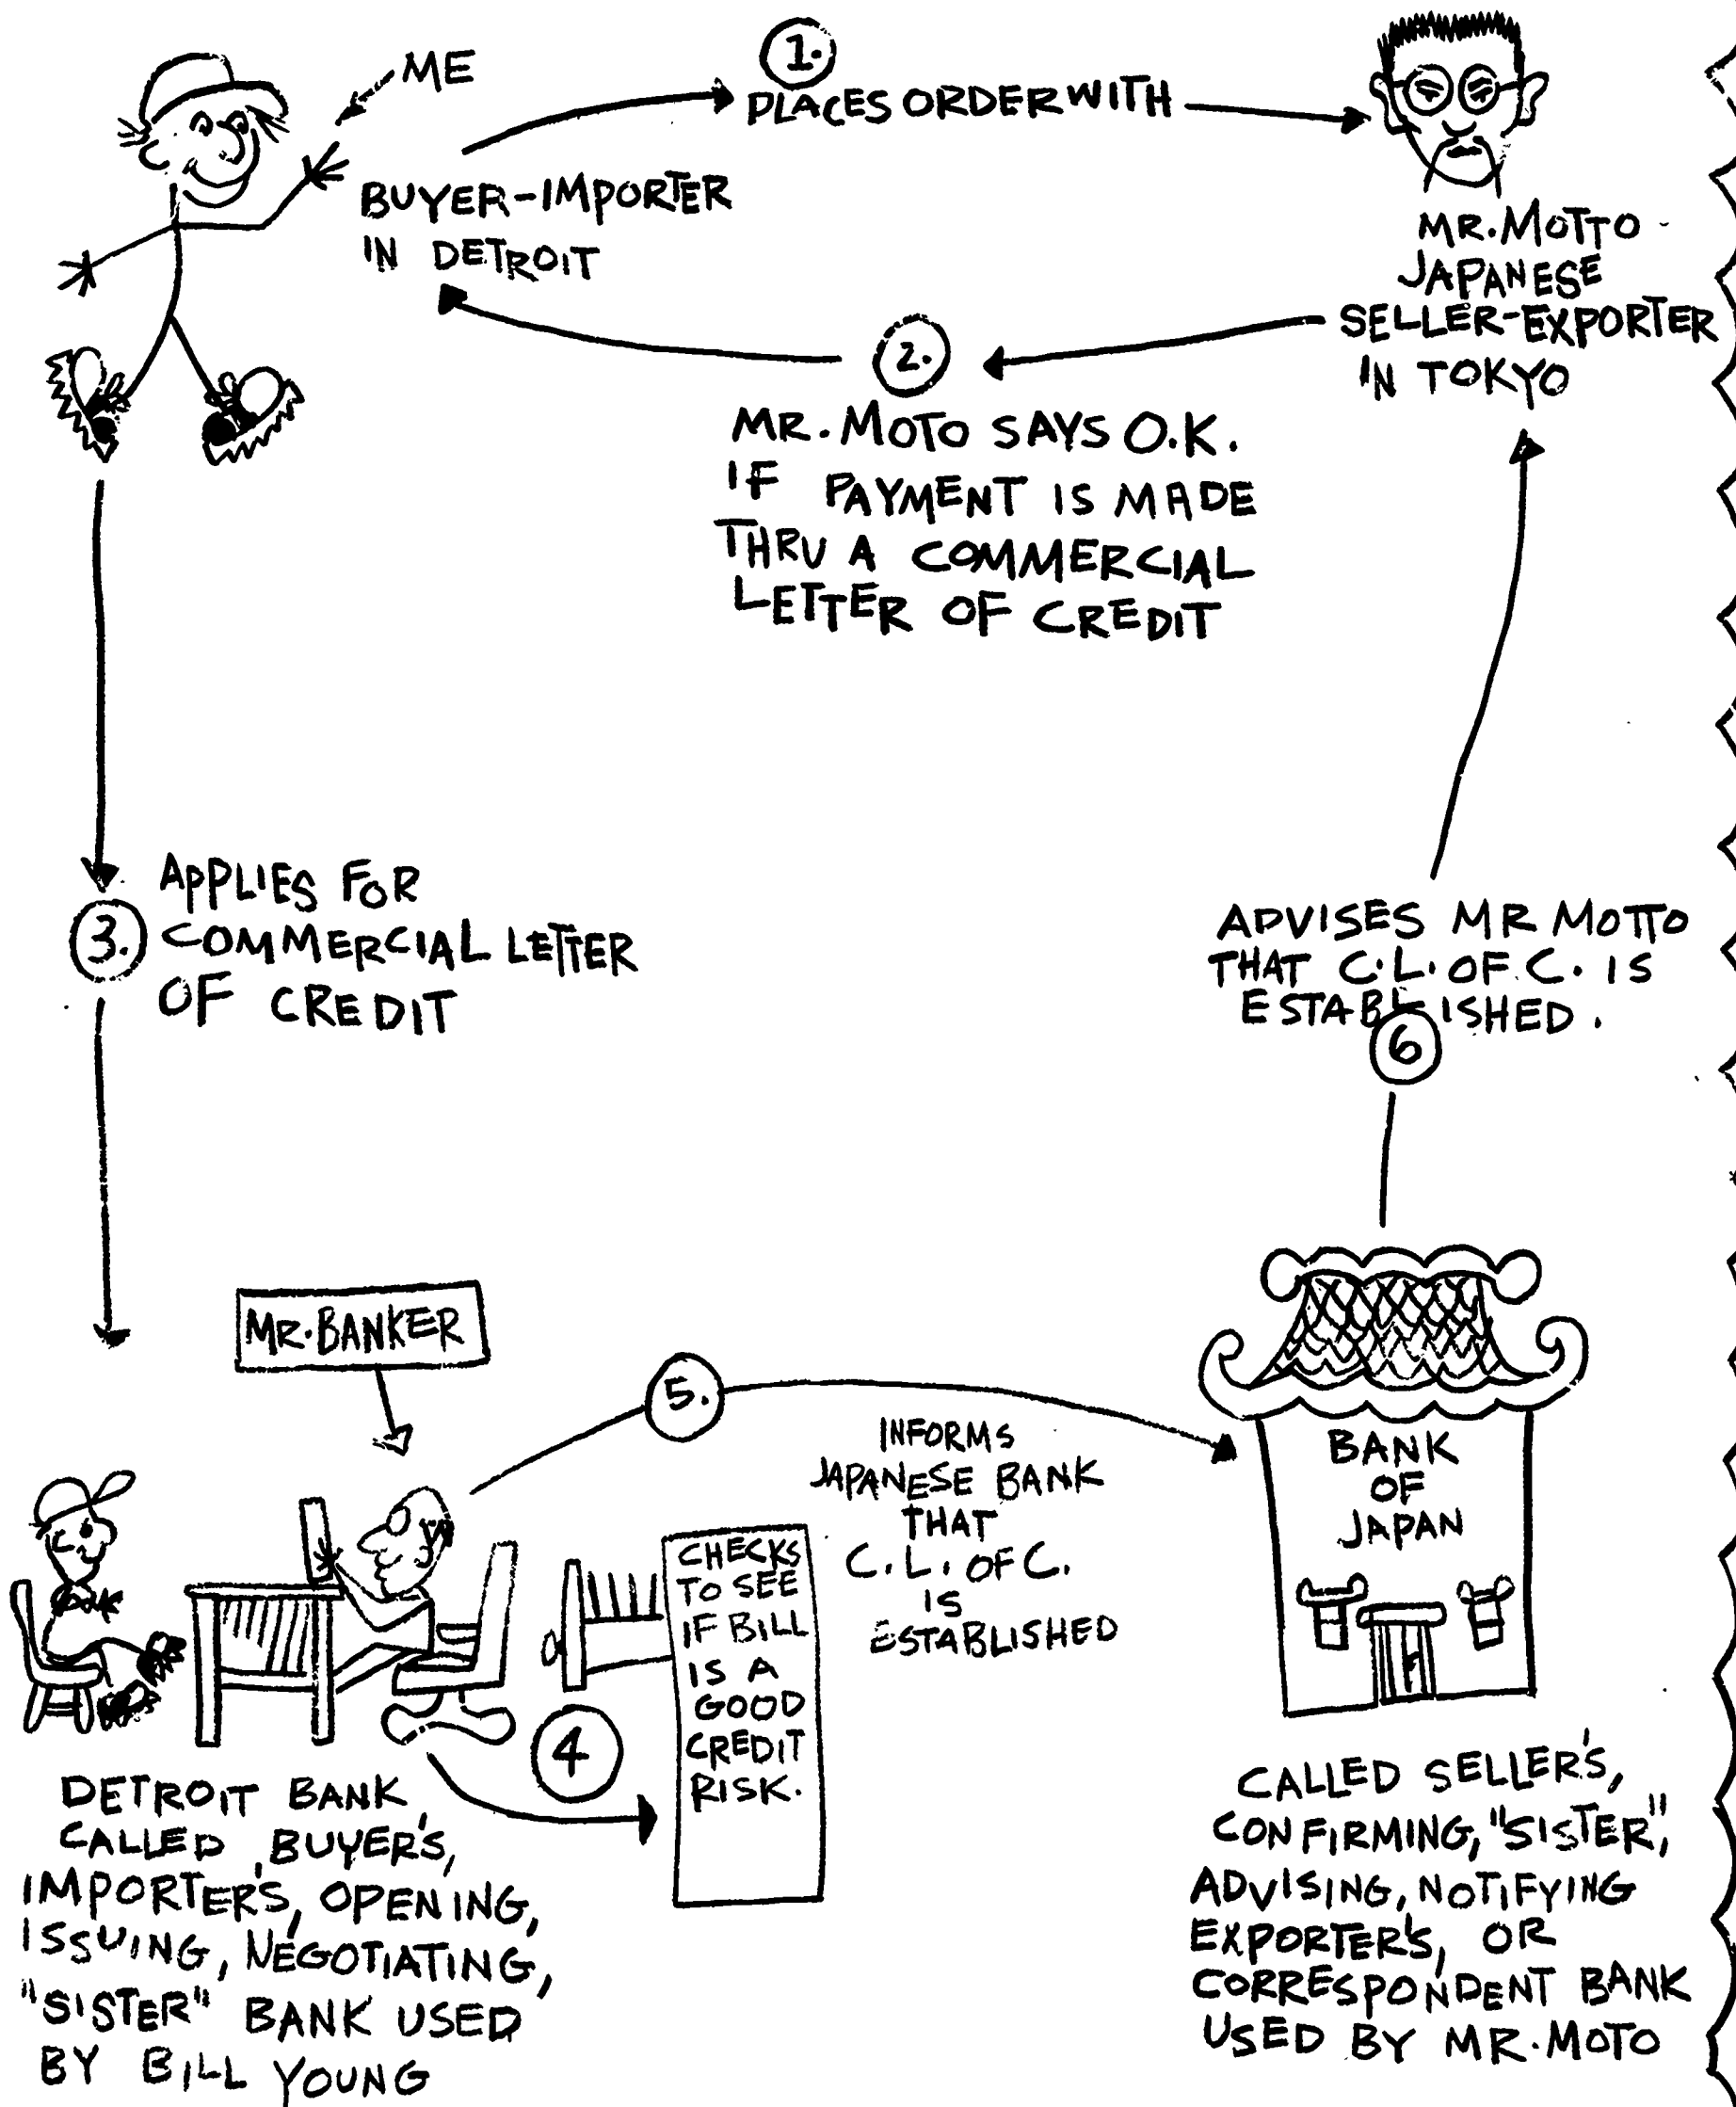 ME
1.
PLACES ORDER WITH
BUYER-IMPORTER
IN DETROIT
MR. MOTTO
JAPANESE
SELLER-EXPORTER
IN TOKYO
2.
MR. MOTO SAYS O.K.
IF PAYMENT IS MADE
THRU A COMMERCIAL
LETTER OF CREDIT
3.
APPLIES FOR
COMMERCIAL LETTER
OF CREDIT
ADVISES MR MOTTO
THAT C.L. OF C. IS
ESTABLISHED.
6
MR. BANKER
5.
INFORMS
JAPANESE BANK
THAT
C.L. OF C.
IS
ESTABLISHED
BANK
OF
JAPAN
CHECKS
TO SEE
IF BILL
IS A
GOOD
CREDIT
RISK.
4
DETROIT BANK
CALLED BUYER'S,
IMPORTER'S, OPENING,
ISSUING, NEGOTIATING,
"SISTER" BANK USED
BY BILL YOUNG
CALLED SELLER'S,
CONFIRMING, "SISTER",
ADVISING, NOTIFYING
EXPORTER'S, OR
CORRESPONDENT BANK
USED BY MR. MOTO